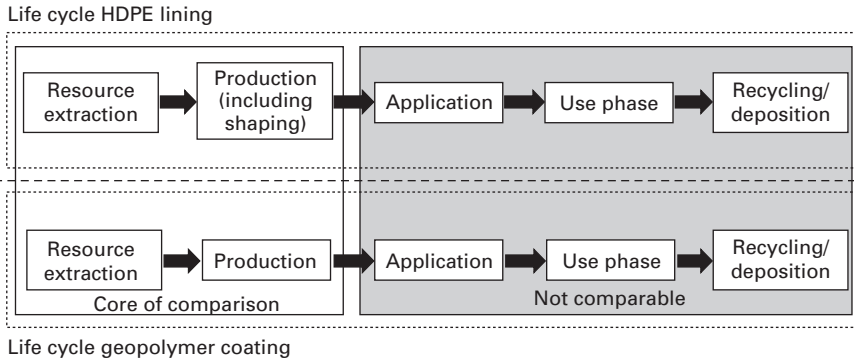 Life cycle HDPE lining
Resource
extraction
Production
(including
shaping)
Application
Use phase
Recycling/
deposition
Resource
extraction
Production
Application
Use phase
Recycling/
deposition
Core of comparison
Not comparable
Life cycle geopolymer coating